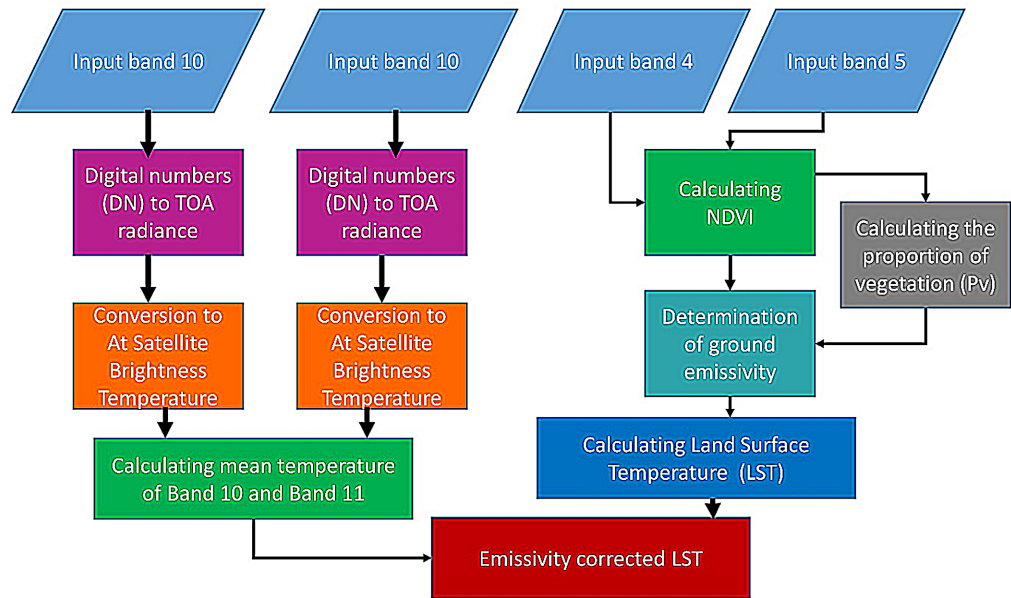 Input band 10
Input band 10
Input band 4
Input band 5
Digital numbers
(DN) to TOA
radiance
Digital numbers
(DN) to TOA
radiance
Calculating
NDVI
Calculating the
proportion of
vegetation (Pv)
Conversion to
At Satellite
Brightness
Temperature
Conversion to
At Satellite
Brightness
Temperature
Determination
of ground
emissivity
Calculating mean temperature
of Band 10 and Band 11
Calculating Land Surface
Temperature (LST)
Emissivity corrected LST